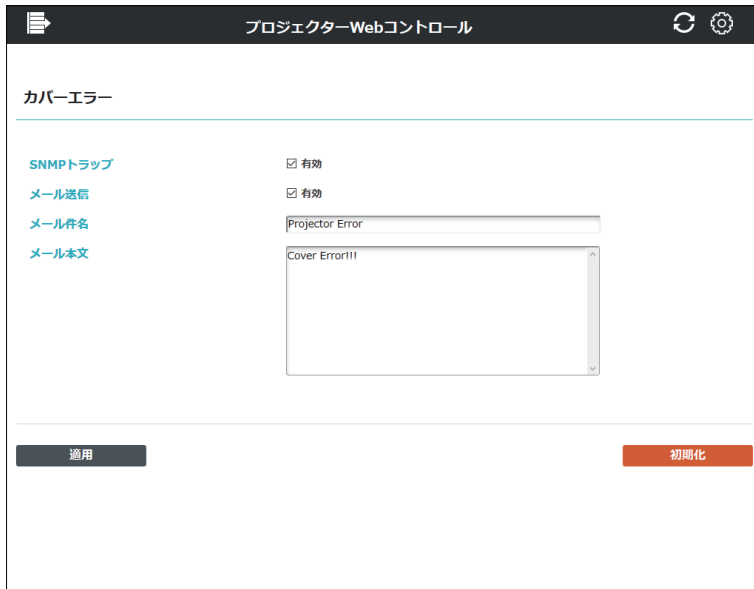 プロジェクターWebコントロール
カバーエラー
SNMPトラップ 有効
メール送信 有効
メール件名 Projector Error
メール本文 Cover Error!!!
適用 初期化